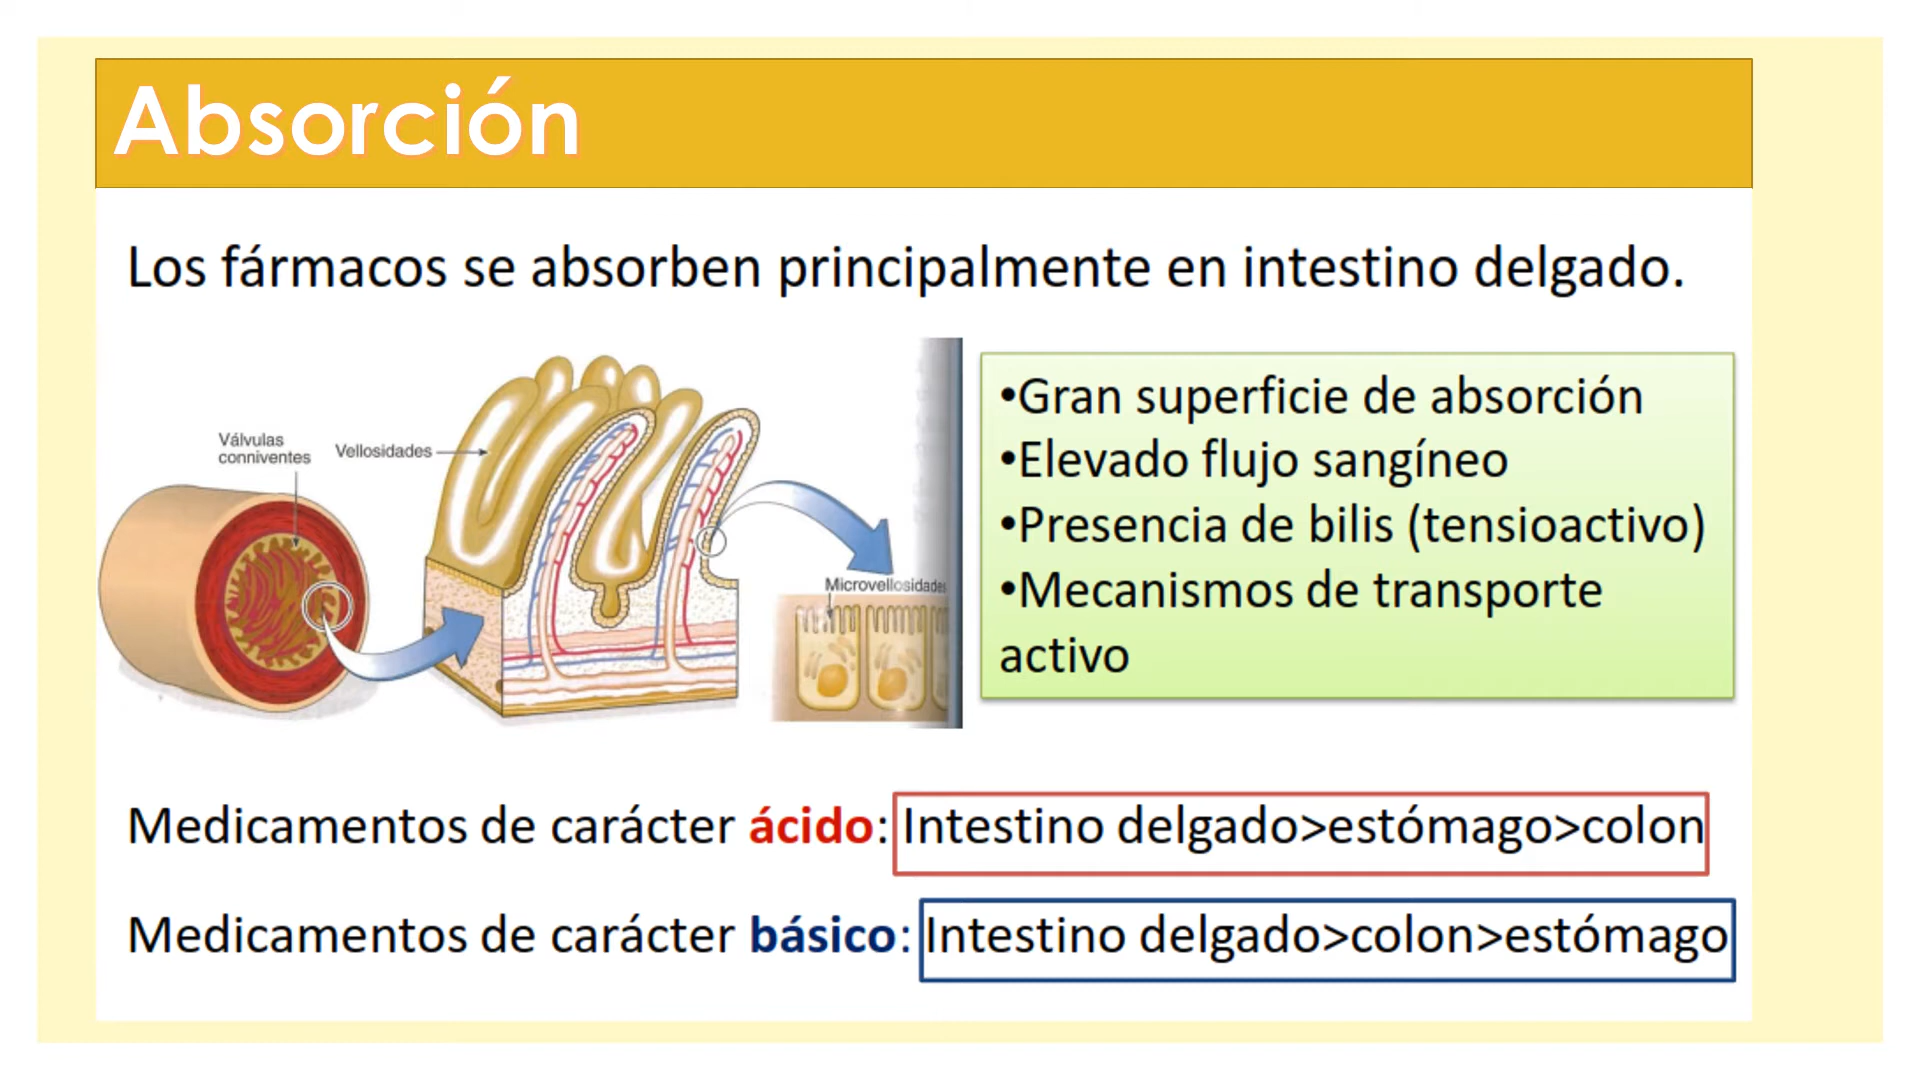 Absorción
Los fármacos se absorben principalmente en intestino delgado.
Válvulas
conniventes
Vellosidades
Microvellosidades
•Gran superficie de absorción
•Elevado flujo sangíneo
•Presencia de bilis (tensioactivo)
•Mecanismos de transporte
activo
Medicamentos de carácter ácido: Intestino delgado>estómago>colon
Medicamentos de carácter básico: Intestino delgado>colon>estómago